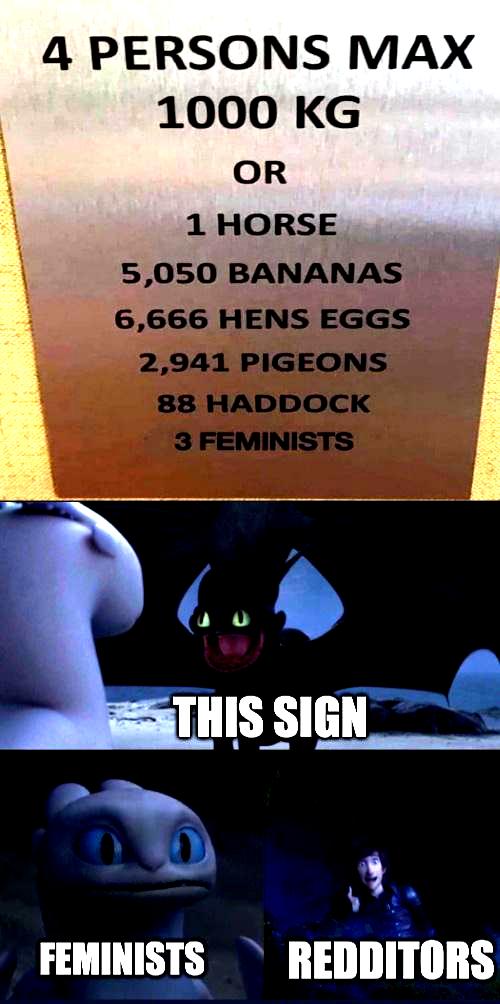 4 PERSONS MAX
1000 KG
OR
1 HORSE
5,050 BANANAS
6,666 HENS EGGS
2,941 PIGEONS
88 HADDOCK
3 FEMINISTS
THIS SIGN
FEMINISTS
REDDITORS